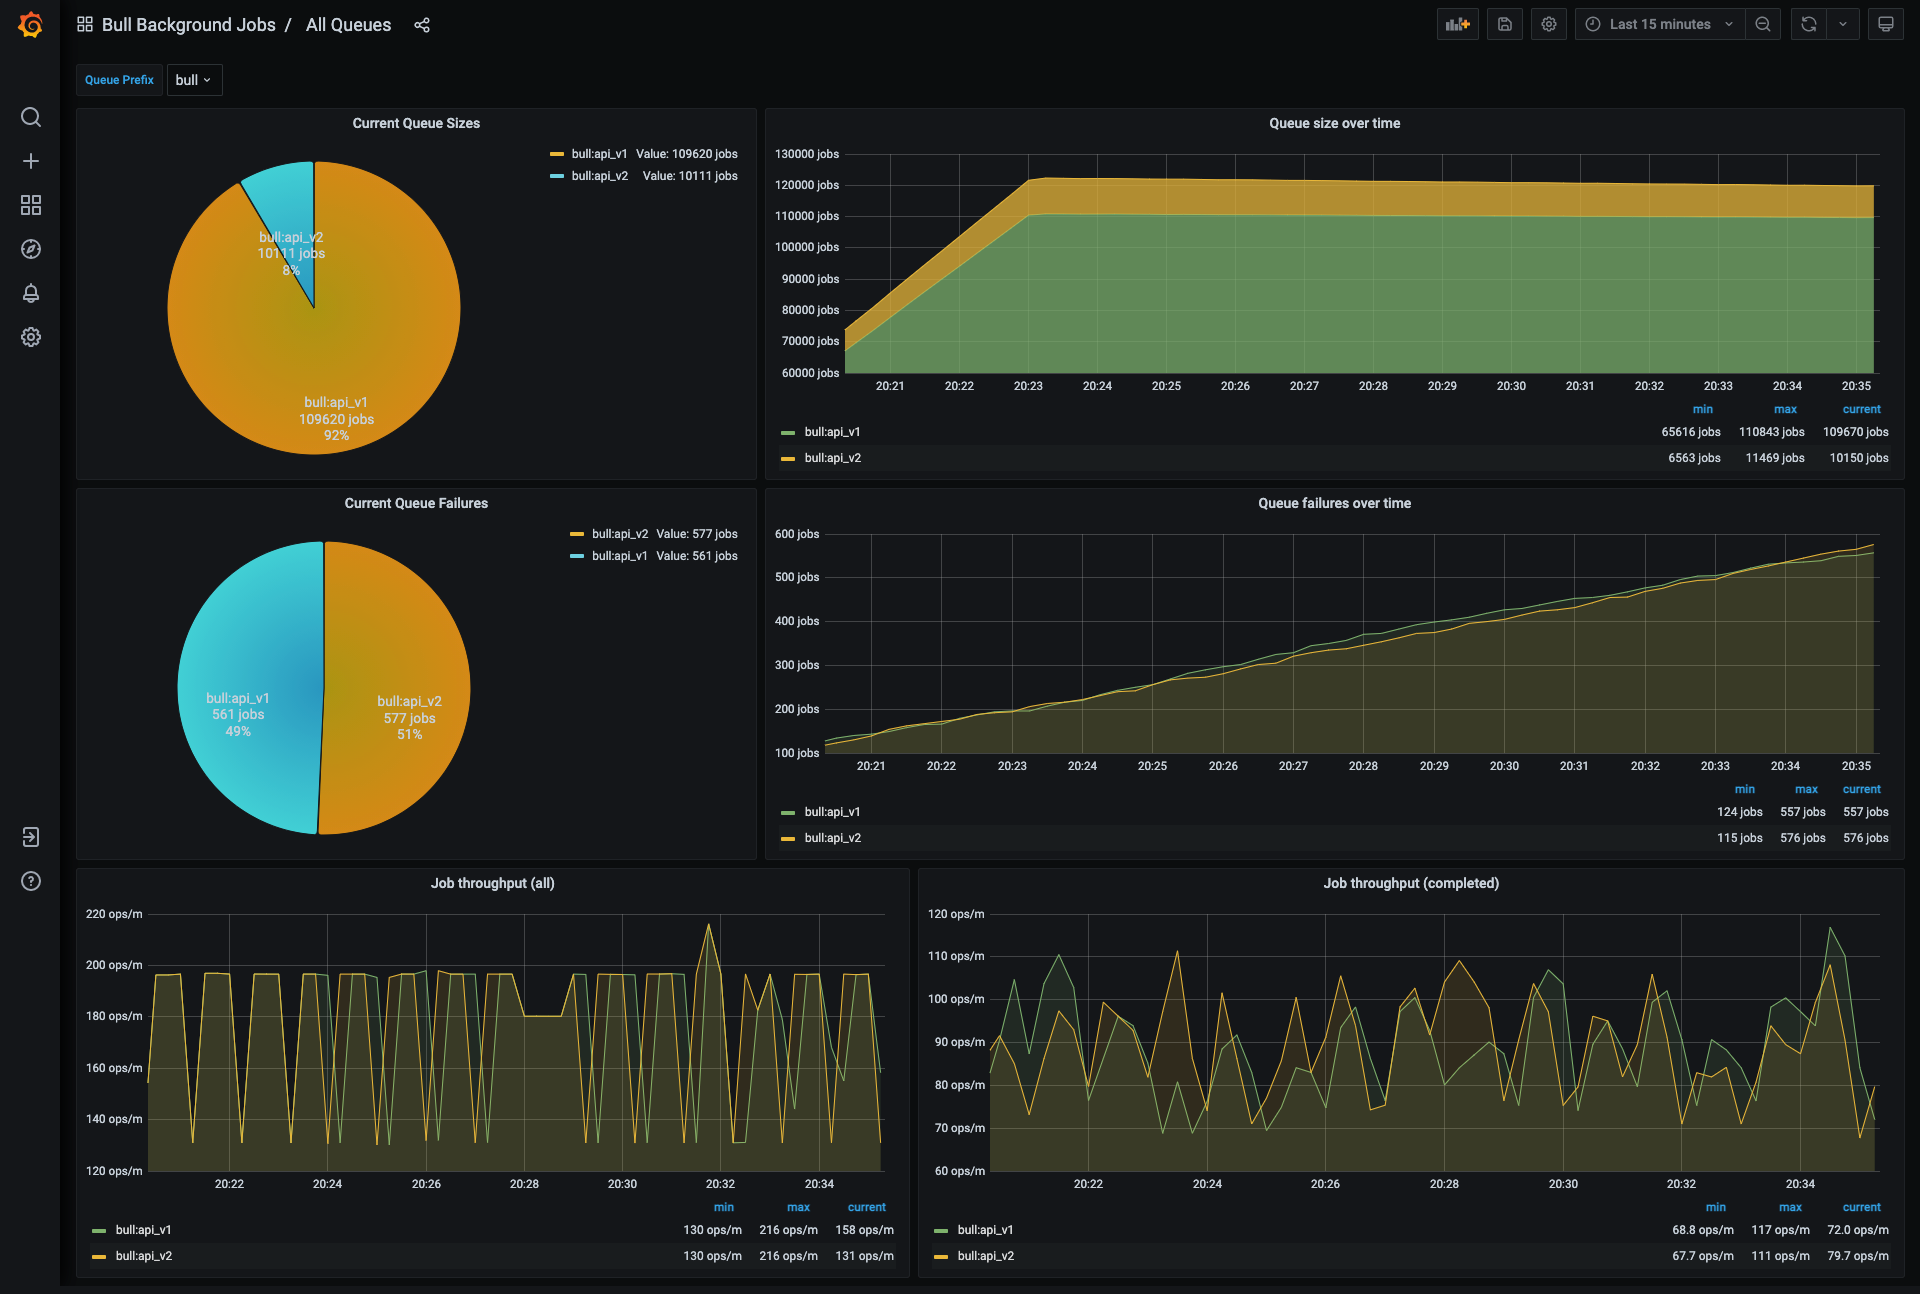 Bull Background Jobs / All Queues
Last 15 minutes
Queue Prefix bull
Current Queue Sizes
bull:api_v1 Value: 109620 jobs
bull:api_v2 Value: 10111 jobs
bull:api_v2
10111 jobs
8%
bull:api_v1
109620 jobs
92%
Queue size over time
130000 jobs
120000 jobs
110000 jobs
100000 jobs
90000 jobs
80000 jobs
70000 jobs
60000 jobs
20:21 20:22 20:23 20:24 20:25 20:26 20:27 20:28 20:29 20:30 20:31 20:32 20:33 20:34 20:35
min max current
bull:api_v1 65616 jobs 110843 jobs 109670 jobs
bull:api_v2 6563 jobs 11469 jobs 10150 jobs
Current Queue Failures
bull:api_v2 Value: 577 jobs
bull:api_v1 Value: 561 jobs
bull:api_v1
561 jobs
49%
bull:api_v2
577 jobs
51%
Queue failures over time
600 jobs
500 jobs
400 jobs
300 jobs
200 jobs
100 jobs
20:21 20:22 20:23 20:24 20:25 20:26 20:27 20:28 20:29 20:30 20:31 20:32 20:33 20:34 20:35
min max current
bull:api_v1 124 jobs 557 jobs 557 jobs
bull:api_v2 115 jobs 576 jobs 576 jobs
Job throughput (all)
220 ops/m
200 ops/m
180 ops/m
160 ops/m
140 ops/m
120 ops/m
20:22 20:24 20:26 20:28 20:30 20:32 20:34
min max current
bull:api_v1 130 ops/m 216 ops/m 158 ops/m
bull:api_v2 130 ops/m 216 ops/m 131 ops/m
Job throughput (completed)
120 ops/m
110 ops/m
100 ops/m
90 ops/m
80 ops/m
70 ops/m
60 ops/m
20:22 20:24 20:26 20:28 20:30 20:32 20:34
min max current
bull:api_v1 68.8 ops/m 117 ops/m 72.0 ops/m
bull:api_v2 67.7 ops/m 111 ops/m 79.7 ops/m